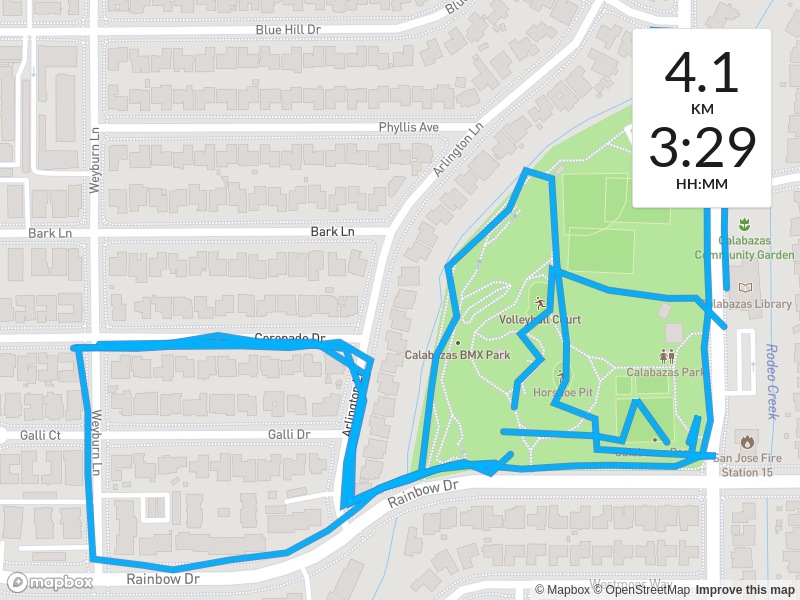 Blue Hill Dr
4.1
KM
3:29
HH:MM
Phyllis Ave
Arlington Ln
Weyburn Ln
Bark Ln
Bark Ln
Calabazas
Community Garden
Calabazas Library
Volleyball Court
Coronado Dr
Calabazas BMX Park
Rodeo Creek
Calabazas Park
Horseshoe Pit
Arlington
Weyburn Ln
Galli Ct
Galli Dr
San Jose Fire
Station 15
Rainbow Dr
Rainbow Dr
Westmoor Way
mapbox
© Mapbox © OpenStreetMap Improve this map